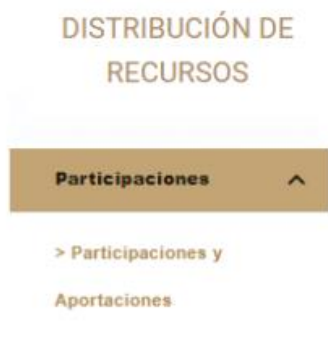 DISTRIBUCIÓN DE
RECURSOS
Participaciones
> Participaciones y
Aportaciones